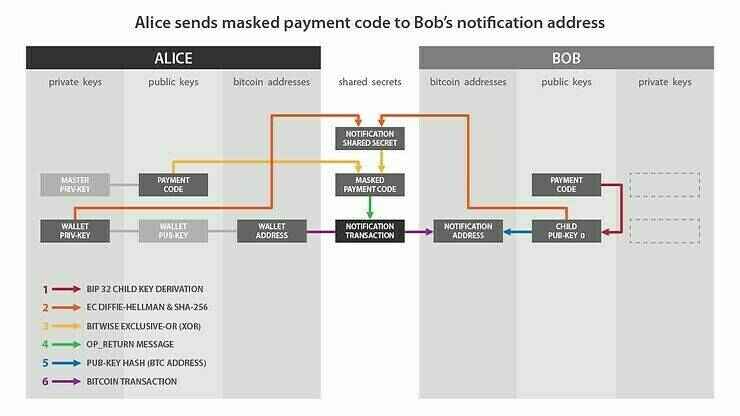 Alice sends masked payment code to Bob's notification address
ALICE
BOB
private keys
public keys
bitcoin addresses
shared secrets
bitcoin addresses
public keys
private keys
NOTIFICATION
SHARED SECRET
MASTER
PRIV-KEY
PAYMENT
CODE
MASKED
PAYMENT CODE
PAYMENT
CODE
WALLET
PRIV-KEY
WALLET
PUB-KEY
WALLET
ADDRESS
NOTIFICATION
TRANSACTION
NOTIFICATION
ADDRESS
CHILD
PUB-KEY 0
1 BIP 32 CHILD KEY DERIVATION
2 EC DIFFIE-HELLMAN & SHA-256
3 BITWISE EXCLUSIVE-OR (XOR)
4 OP_RETURN MESSAGE
5 PUB-KEY HASH (BTC ADDRESS)
6 BITCOIN TRANSACTION